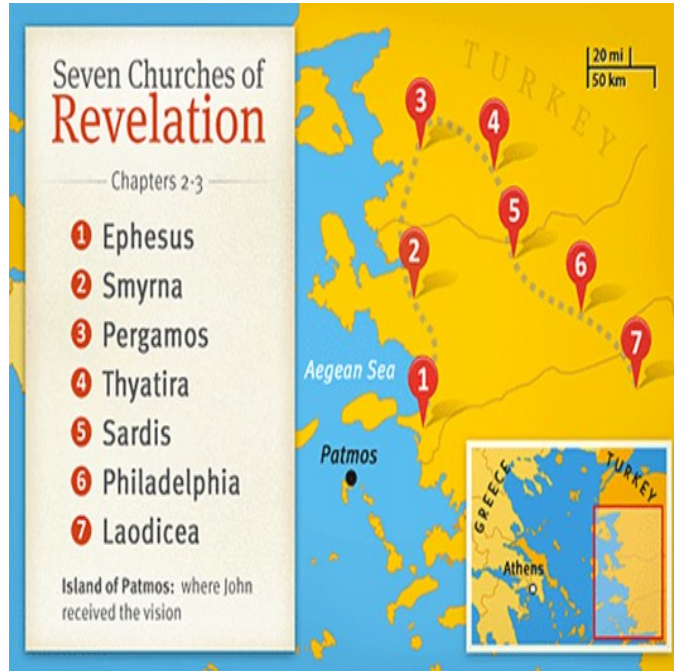 Seven Churches of
Revelation
Chapters 2-3
1 Ephesus
2 Smyrna
3 Pergamos
4 Thyatira
5 Sardis
6 Philadelphia
7 Laodicea
Island of Patmos: where John
received the vision
TURKEY
20 mi
50 km
3
4
5
2
6
7
1
Aegean Sea
Patmos
GREECE
TURKEY
Athens